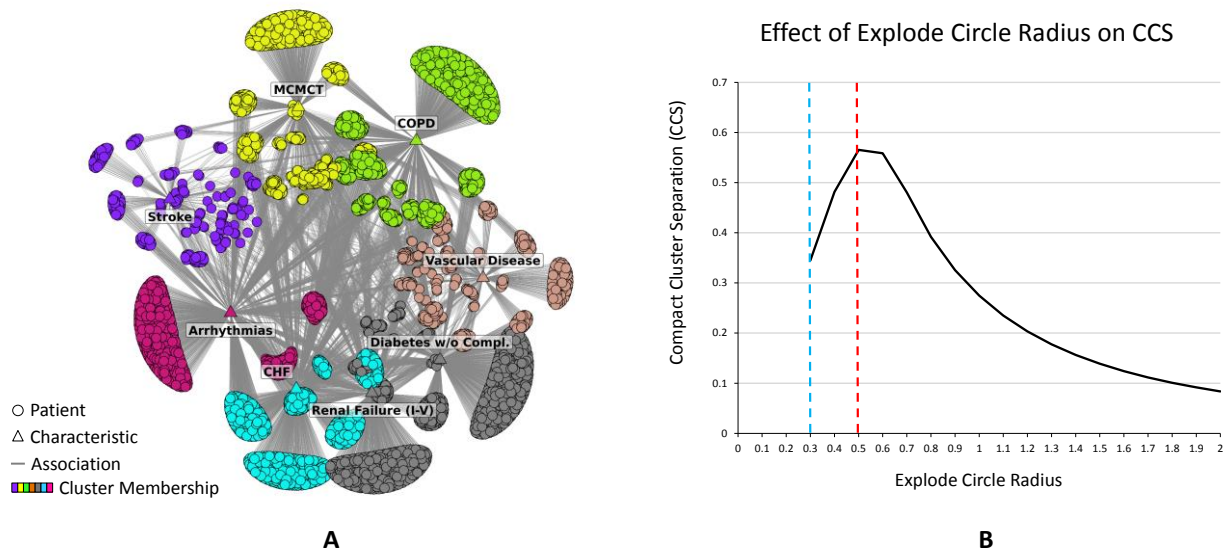 MCMCT
COPD
Stroke
Vascular Disease
Arrhythmias
Diabetes w/o Compl.
CHF
Renal Failure (I-V)
Patient
Characteristic
Association
Cluster Membership
A
Effect of Explode Circle Radius on CCS
Compact Cluster Separation (CCS)
0.7
0.6
0.5
0.4
0.3
0.2
0.1
0
0 0.1 0.2 0.3 0.4 0.5 0.6 0.7 0.8 0.9 1 1.1 1.2 1.3 1.4 1.5 1.6 1.7 1.8 1.9 2
Explode Circle Radius
B